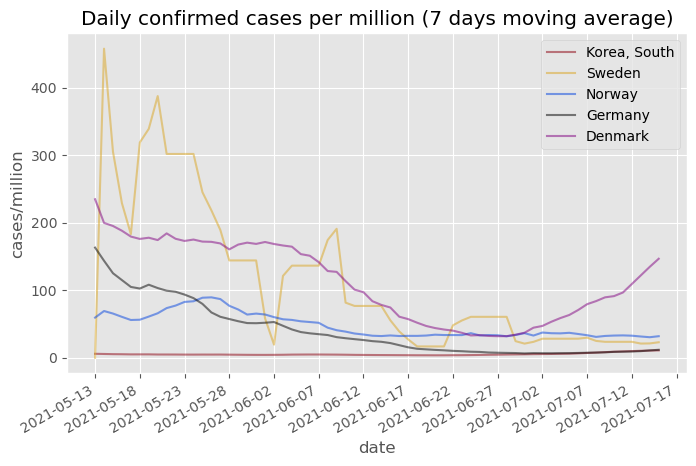 Daily confirmed cases per million (7 days moving average)
Korea, South
Sweden
Norway
Germany
Denmark
cases/million
400
300
200
100
0
2021-05-13
2021-05-18
2021-05-23
2021-05-28
2021-06-02
2021-06-07
2021-06-12
2021-06-17
2021-06-22
2021-06-27
2021-07-02
2021-07-07
2021-07-12
2021-07-17
date